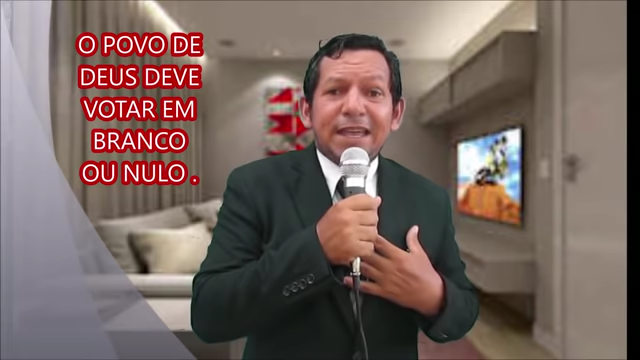 O POVO DE
DEUS DEVE
VOTAR EM
BRANCO
OU NULO .